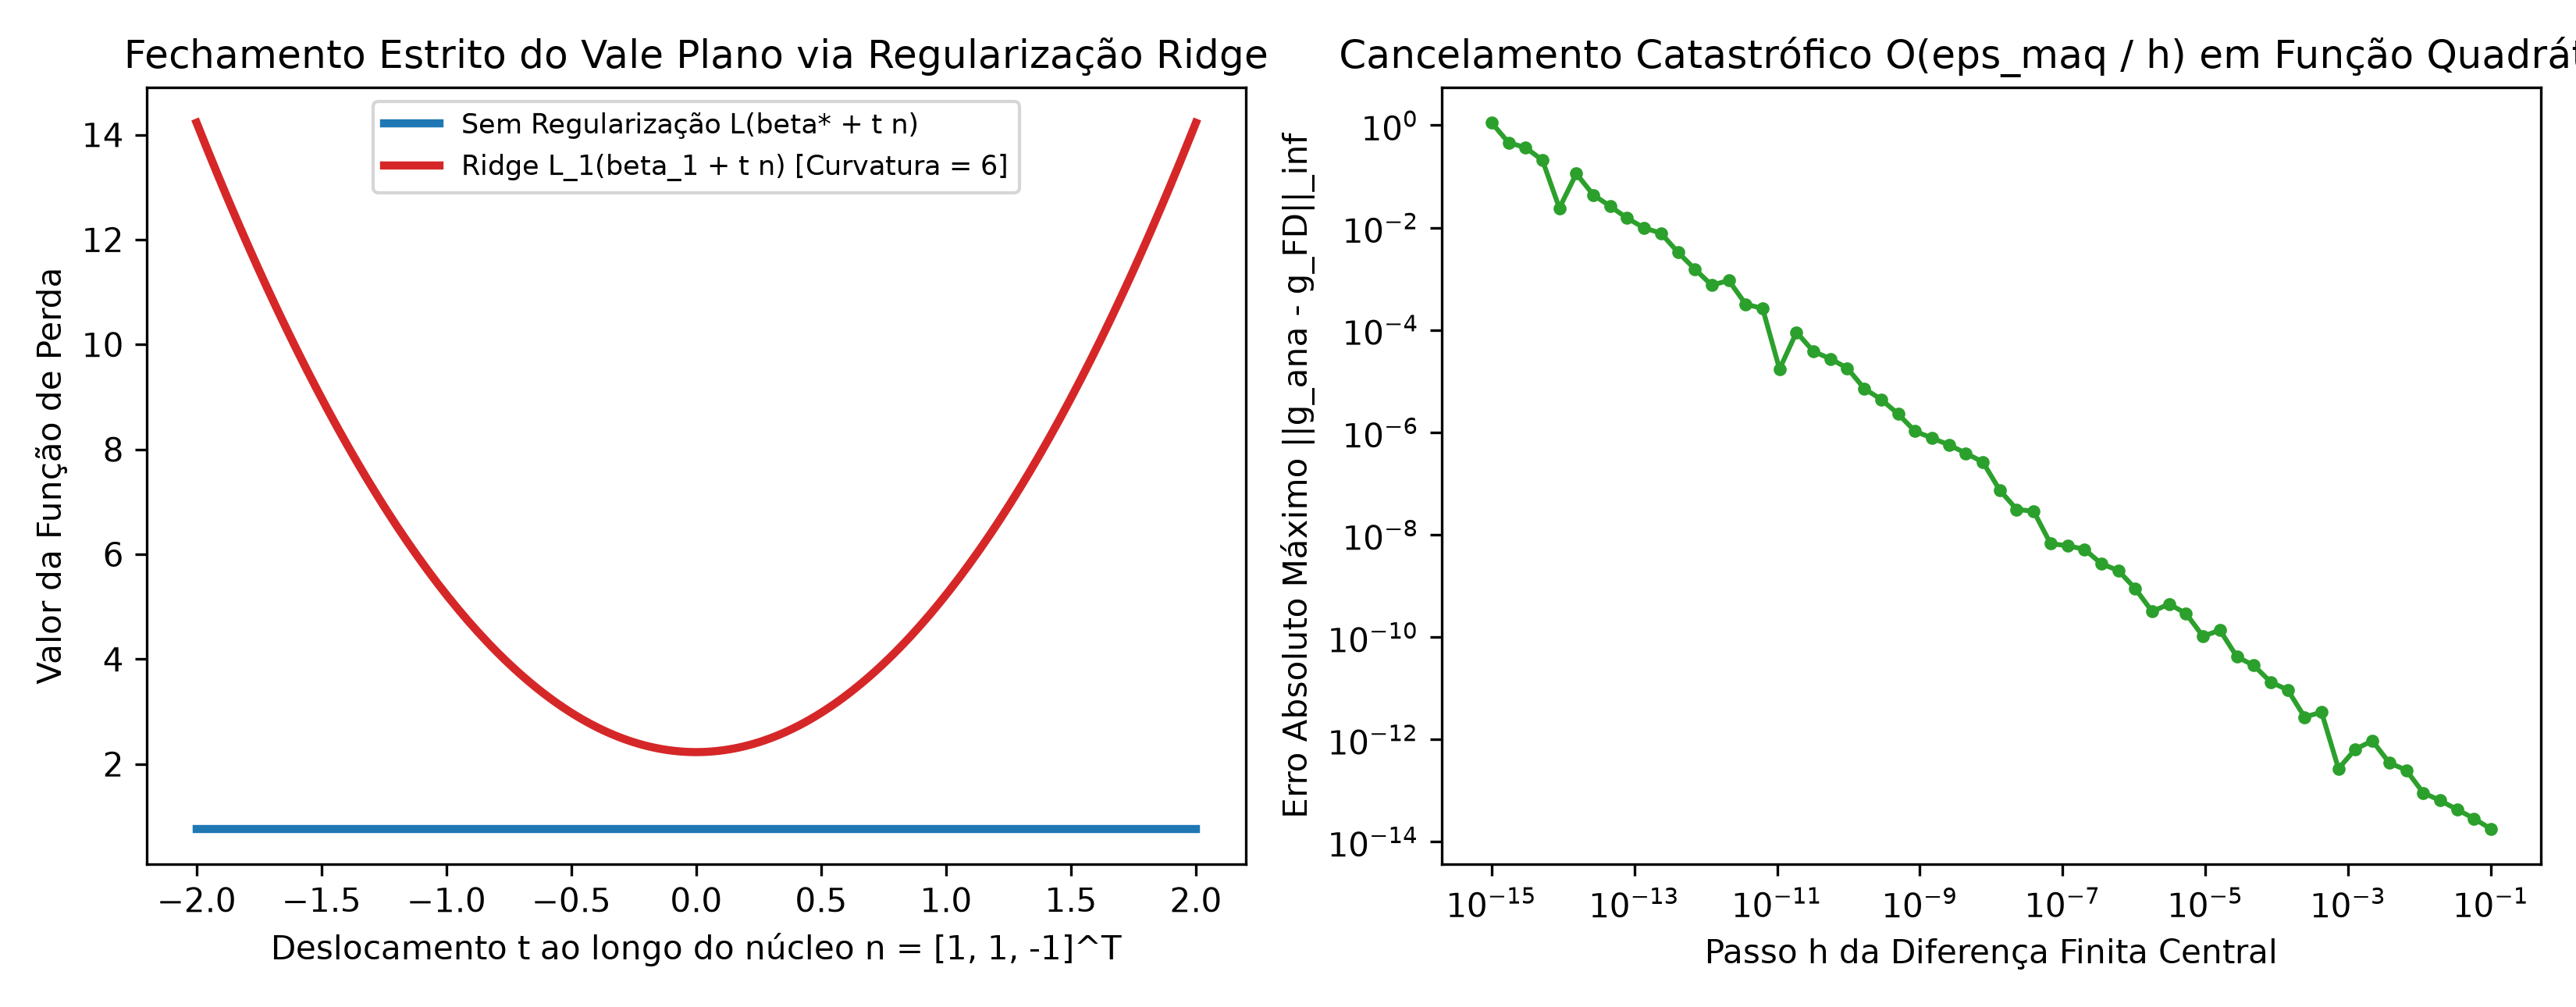 Fechamento Estrito do Vale Plano via Regularização Ridge
Sem Regularização L(beta* + t n)
Ridge L_1(beta_1 + t n) [Curvatura = 6]
Valor da Função de Perda
14
12
10
8
6
4
2
−2.0 −1.5 −1.0 −0.5 0.0 0.5 1.0 1.5 2.0
Deslocamento t ao longo do núcleo n = [1, 1, -1]^T
Cancelamento Catastrófico O(eps_maq / h) em Função Quadrát
Erro Absoluto Máximo ||g_ana - g_FD||_inf
10⁰
10⁻²
10⁻⁴
10⁻⁶
10⁻⁸
10⁻¹⁰
10⁻¹²
10⁻¹⁴
10⁻¹⁵ 10⁻¹³ 10⁻¹¹ 10⁻⁹ 10⁻⁷ 10⁻⁵ 10⁻³ 10⁻¹
Passo h da Diferença Finita Central